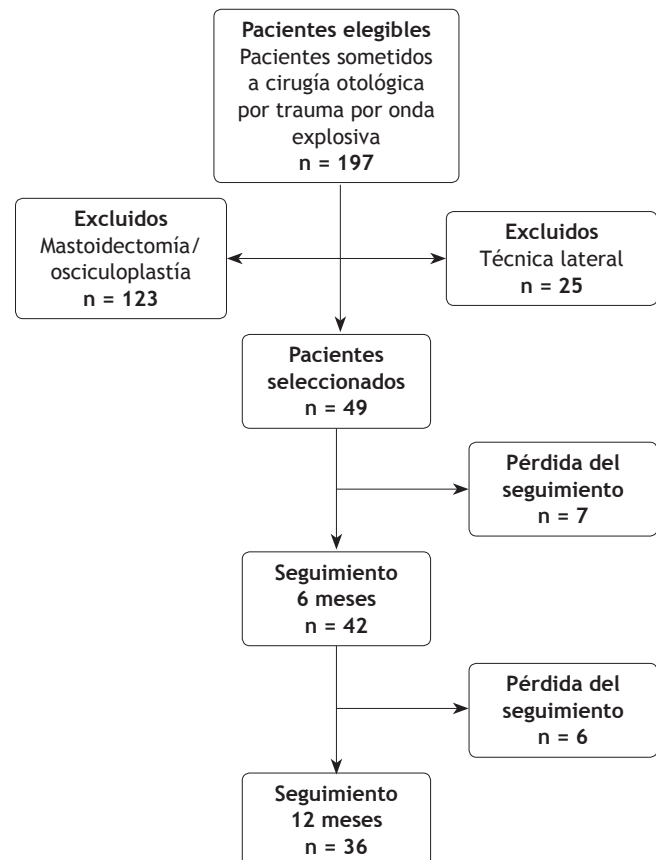 Pacientes elegibles
Pacientes sometidos
a cirugía otológica
por trauma por onda
explosiva
n = 197
Excluidos
Mastoidectomía/
osciculoplastía
n = 123
Excluidos
Técnica lateral
n = 25
Pacientes
seleccionados
n = 49
Pérdida del
seguimiento
n = 7
Seguimiento
6 meses
n = 42
Pérdida del
seguimiento
n = 6
Seguimiento
12 meses
n = 36